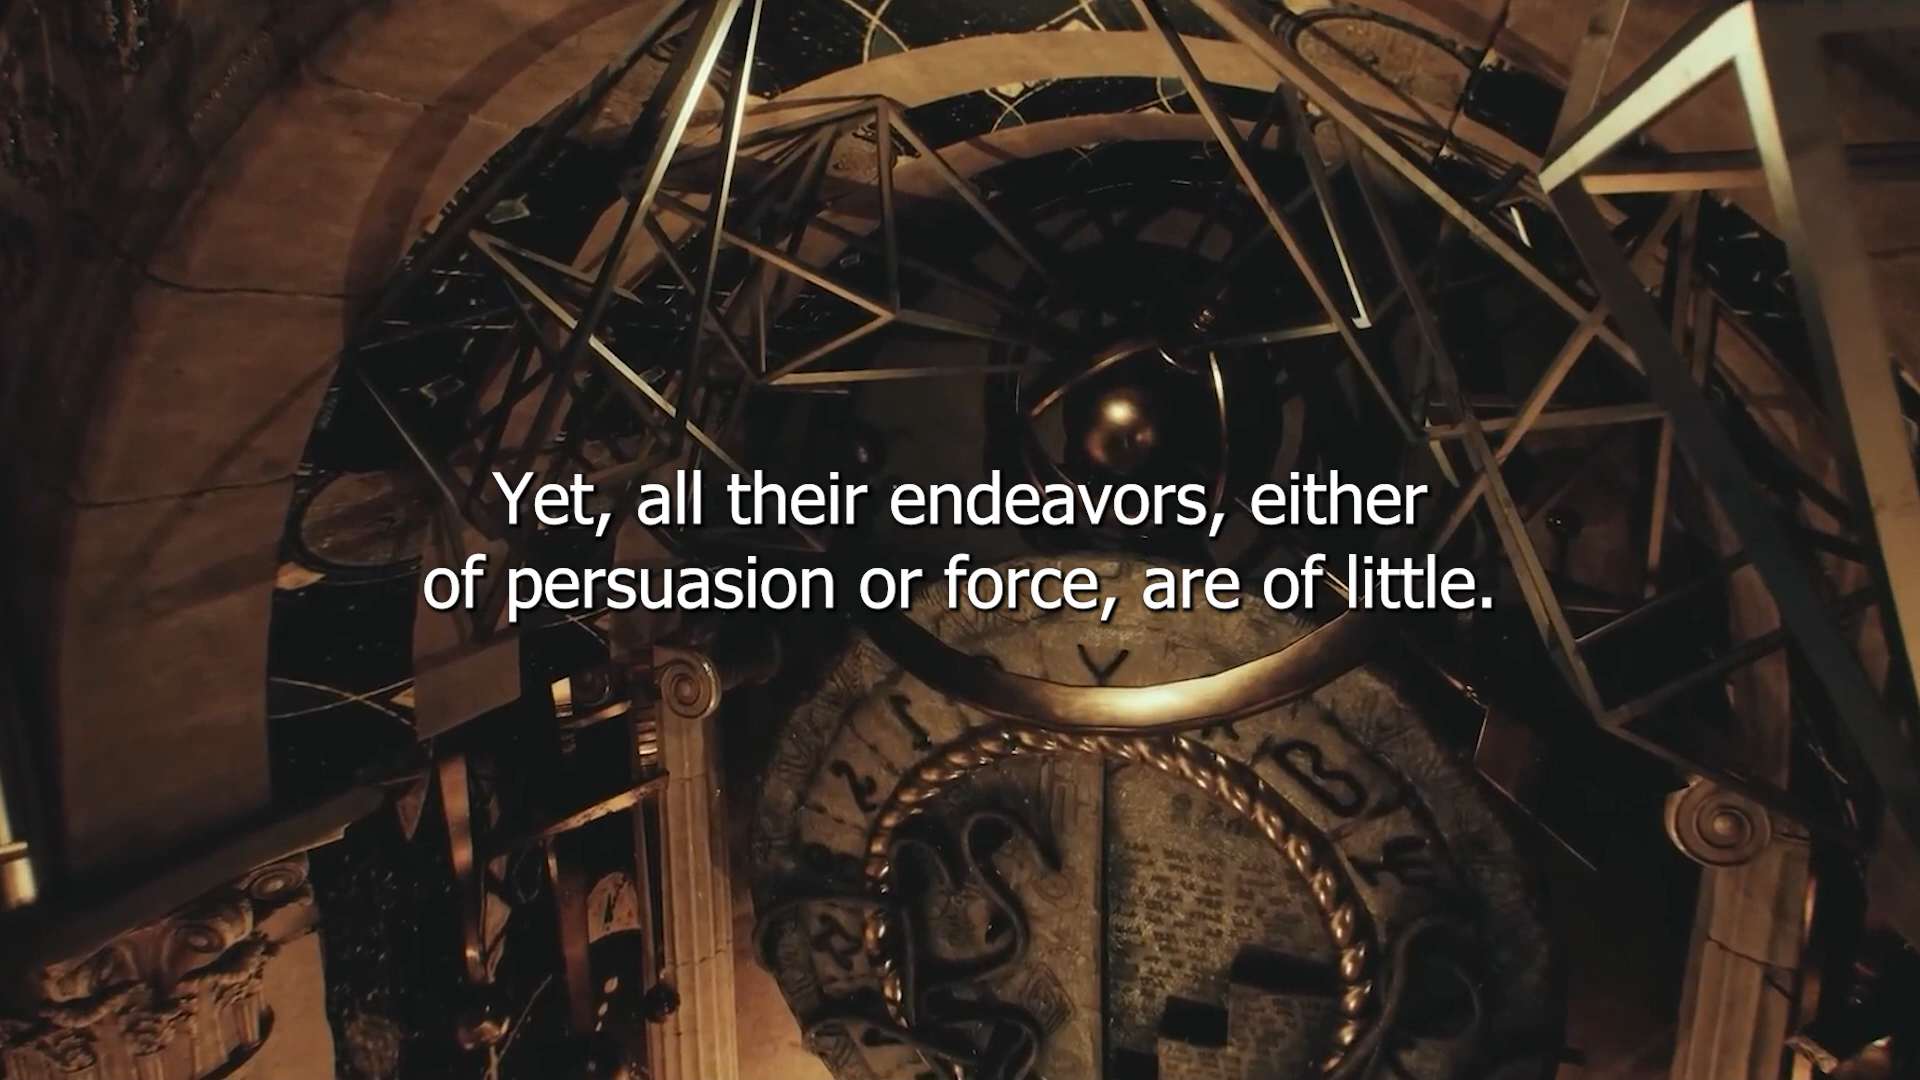 Yet, all their endeavors, either
of persuasion or force, are of little.